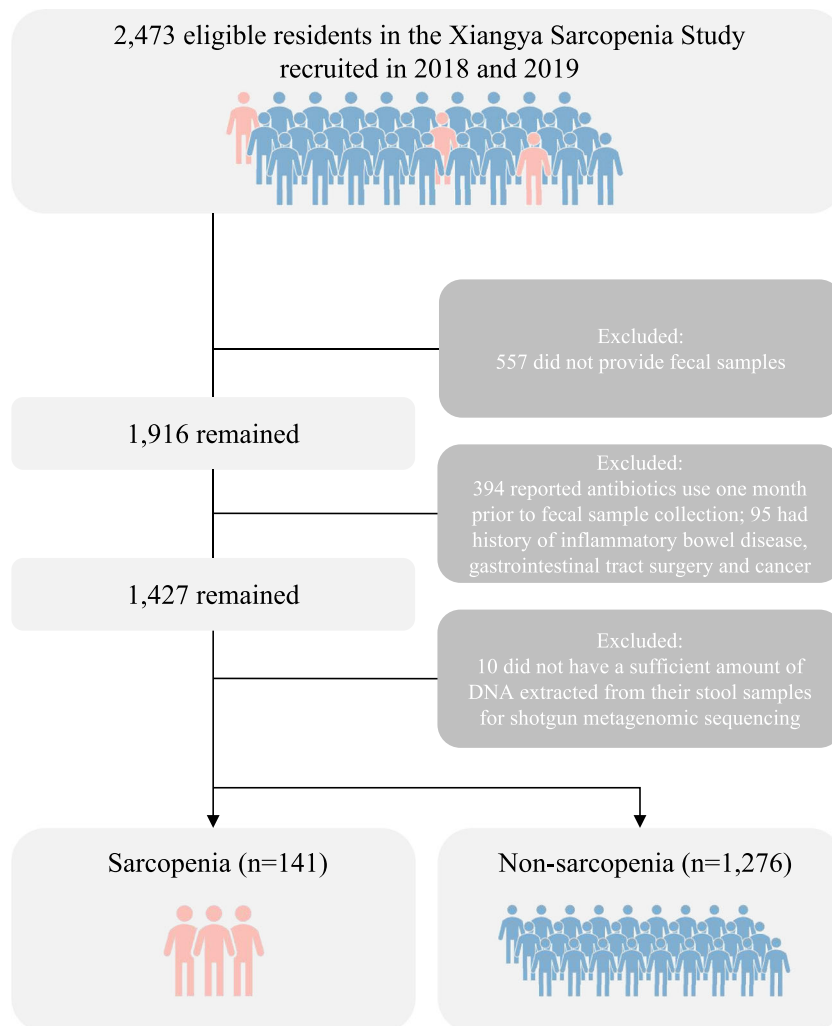 2,473 eligible residents in the Xiangya Sarcopenia Study
recruited in 2018 and 2019
Excluded:
557 did not provide fecal samples
1,916 remained
Excluded:
394 reported antibiotics use one month
prior to fecal sample collection; 95 had
history of inflammatory bowel disease,
gastrointestinal tract surgery and cancer
1,427 remained
Excluded:
10 did not have a sufficient amount of
DNA extracted from their stool samples
for shotgun metagenomic sequencing
Sarcopenia (n=141)
Non-sarcopenia (n=1,276)